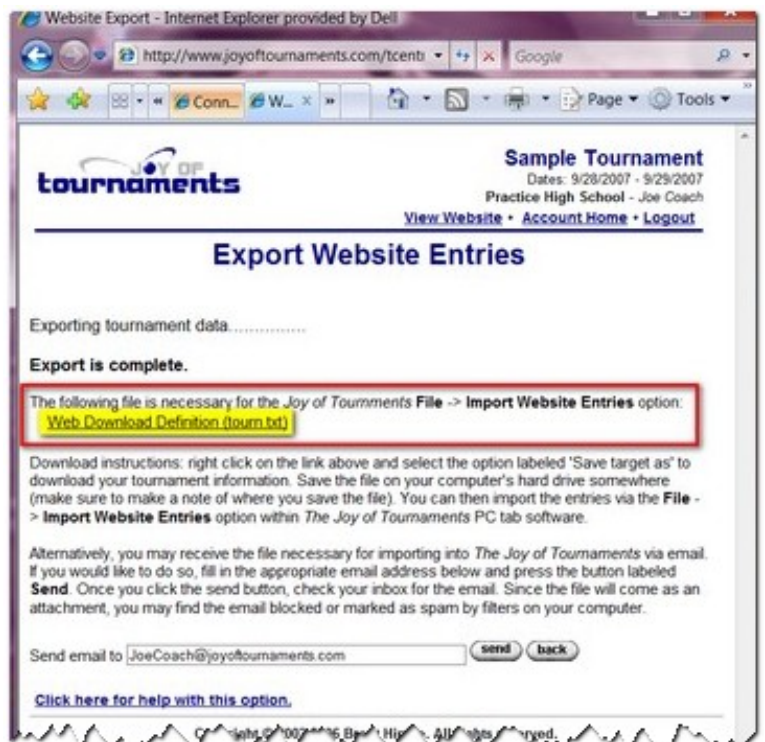 Website Export - Internet Explorer provided by Dell
http://www.joyoftournaments.com/tcent
Google
Conn... W... × » Page Tools
JOY OF
tournaments
Sample Tournament
Dates: 9/28/2007 - 9/29/2007
Practice High School - Joe Coach
View Website • Account Home • Logout
Export Website Entries
Exporting tournament data...............
Export is complete.
The following file is necessary for the Joy of Tournments File -> Import Website Entries option:
Web Download Definition (tourn.txt)
Download instructions: right click on the link above and select the option labeled 'Save target as' to
download your tournament information. Save the file on your computer's hard drive somewhere
(make sure to make a note of where you save the file). You can then import the entries via the File -
> Import Website Entries option within The Joy of Tournaments PC tab software.
Alternatively, you may receive the file necessary for importing into The Joy of Tournaments via email.
If you would like to do so, fill in the appropriate email address below and press the button labeled
Send. Once you click the send button, check your inbox for the email. Since the file will come as an
attachment, you may find the email blocked or marked as spam by filters on your computer.
Send email to JoeCoach@joyoftournaments.com send back
Click here for help with this option.